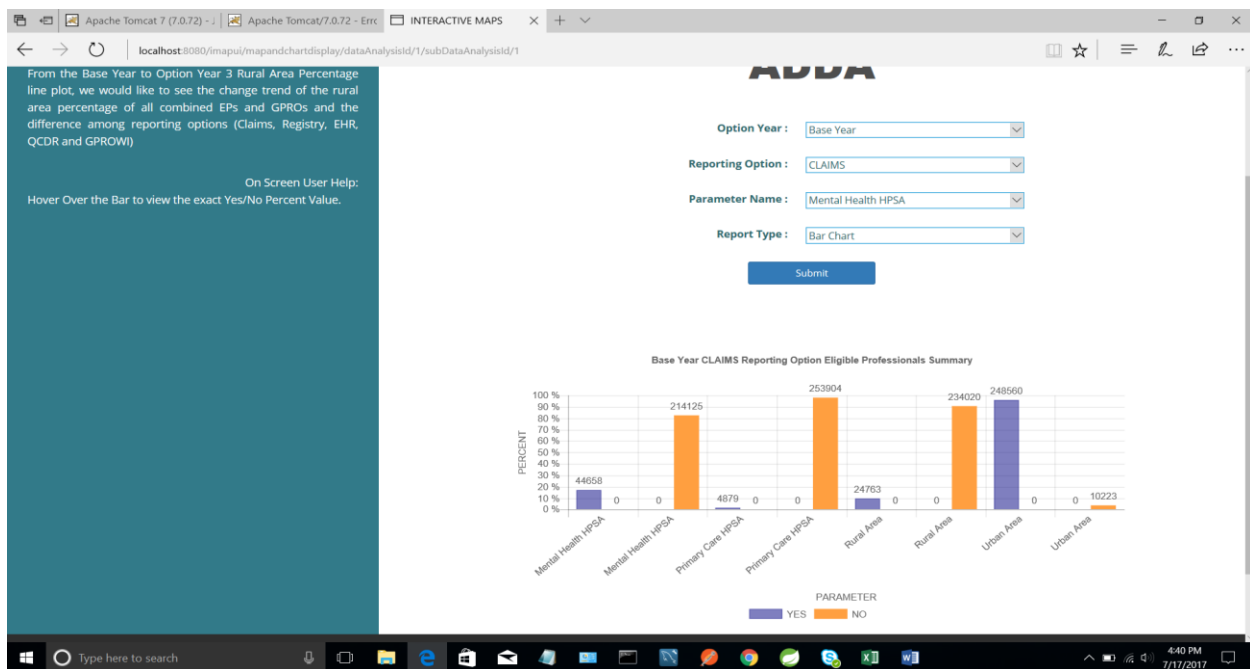 Apache Tomcat 7 (7.0.72) - J
Apache Tomcat/7.0.72 - Erro
INTERACTIVE MAPS
localhost:8080/imapui/mapandchartdisplay/dataAnalysisId/1/subDataAnalysisId/1
From the Base Year to Option Year 3 Rural Area Percentage
line plot, we would like to see the change trend of the rural
area percentage of all combined EPs and GPROs and the
difference among reporting options (Claims, Registry, EHR,
QCDR and GPROWI)
On Screen User Help:
Hover Over the Bar to view the exact Yes/No Percent Value.
Option Year : Base Year
Reporting Option : CLAIMS
Parameter Name : Mental Health HPSA
Report Type : Bar Chart
Submit
Base Year CLAIMS Reporting Option Eligible Professionals Summary
PERCENT
100 %
90 %
80 %
70 %
60 %
50 %
40 %
30 %
20 %
10 %
0 %
44658 0
0 214125
4879 0
0 253904
24763 0
0 234020
248560 0
0 10223
Mental Health HPSA
Mental Health HPSA
Primary Care HPSA
Primary Care HPSA
Rural Area
Rural Area
Urban Area
Urban Area
PARAMETER
YES NO
Type here to search
4:40 PM
7/17/2017